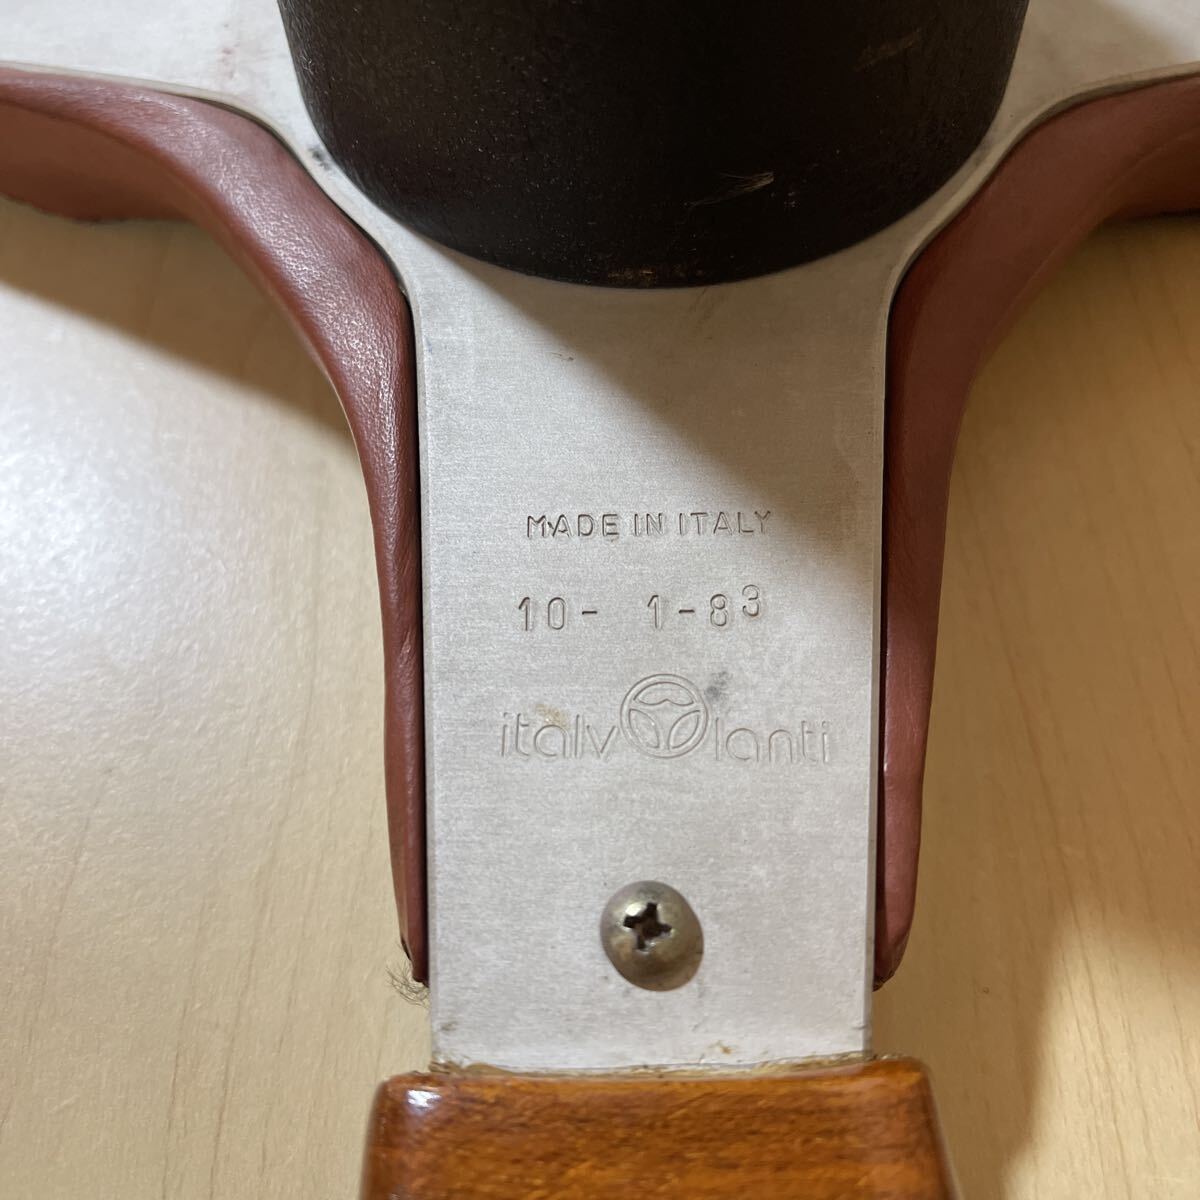 MADE IN ITALY
10- 1-83
italvolanti